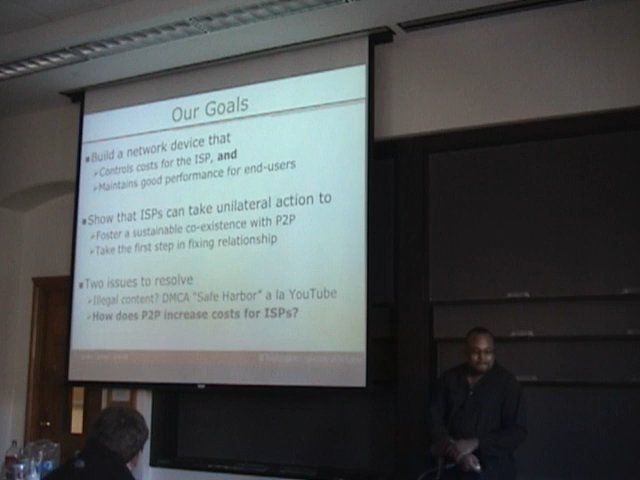 Our Goals
Build a network device that
Controls costs for the ISP, and
Maintains good performance for end-users
Show that ISPs can take unilateral action to
Foster a sustainable co-existence with P2P
Take the first step in fixing relationship
Two issues to resolve
Illegal content? DMCA "Safe Harbor" a la YouTube
How does P2P increase costs for ISPs?